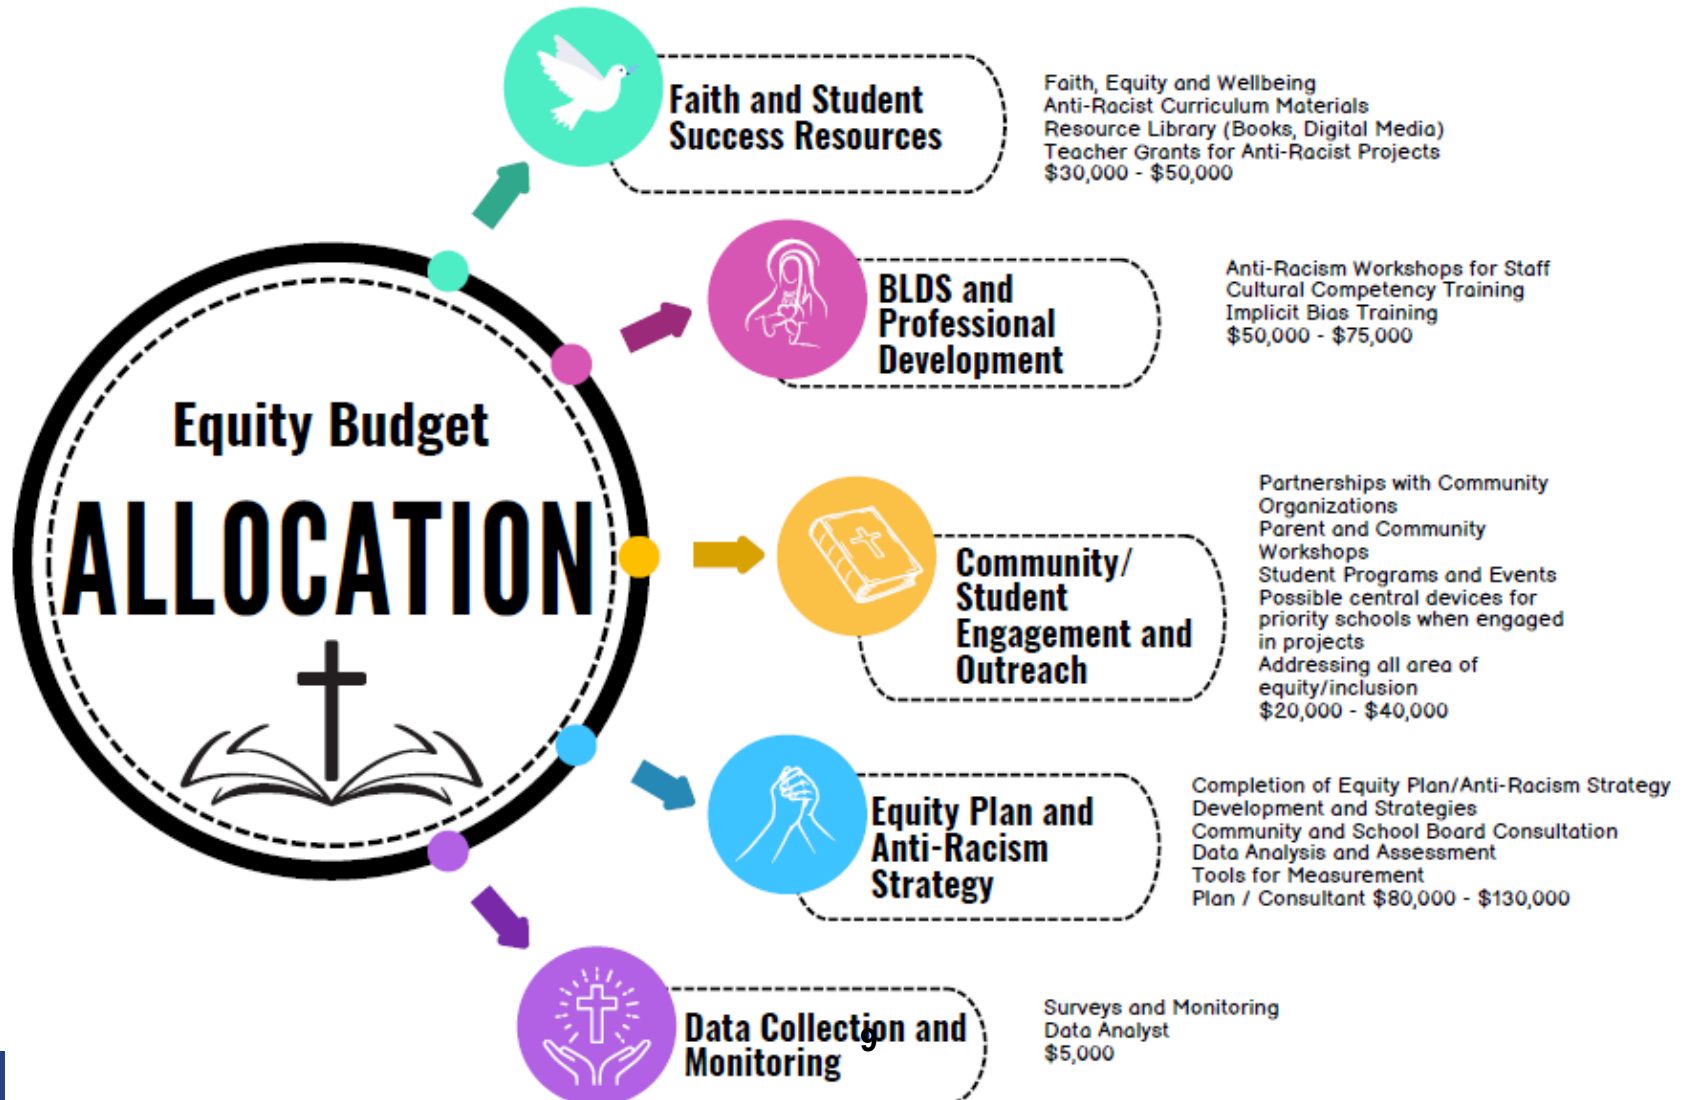 Equity Budget
ALLOCATION
Faith and Student
Success Resources
Faith, Equity and Wellbeing
Anti-Racist Curriculum Materials
Resource Library (Books, Digital Media)
Teacher Grants for Anti-Racist Projects
$30,000 - $50,000
BLDS and
Professional
Development
Anti-Racism Workshops for Staff
Cultural Competency Training
Implicit Bias Training
$50,000 - $75,000
Community/
Student
Engagement and
Outreach
Partnerships with Community
Organizations
Parent and Community
Workshops
Student Programs and Events
Possible central devices for
priority schools when engaged
in projects
Addressing all area of
equity/inclusion
$20,000 - $40,000
Equity Plan and
Anti-Racism
Strategy
Completion of Equity Plan/Anti-Racism Strategy
Development and Strategies
Community and School Board Consultation
Data Analysis and Assessment
Tools for Measurement
Plan / Consultant $80,000 - $130,000
Data Collection and
Monitoring
9
Surveys and Monitoring
Data Analyst
$5,000